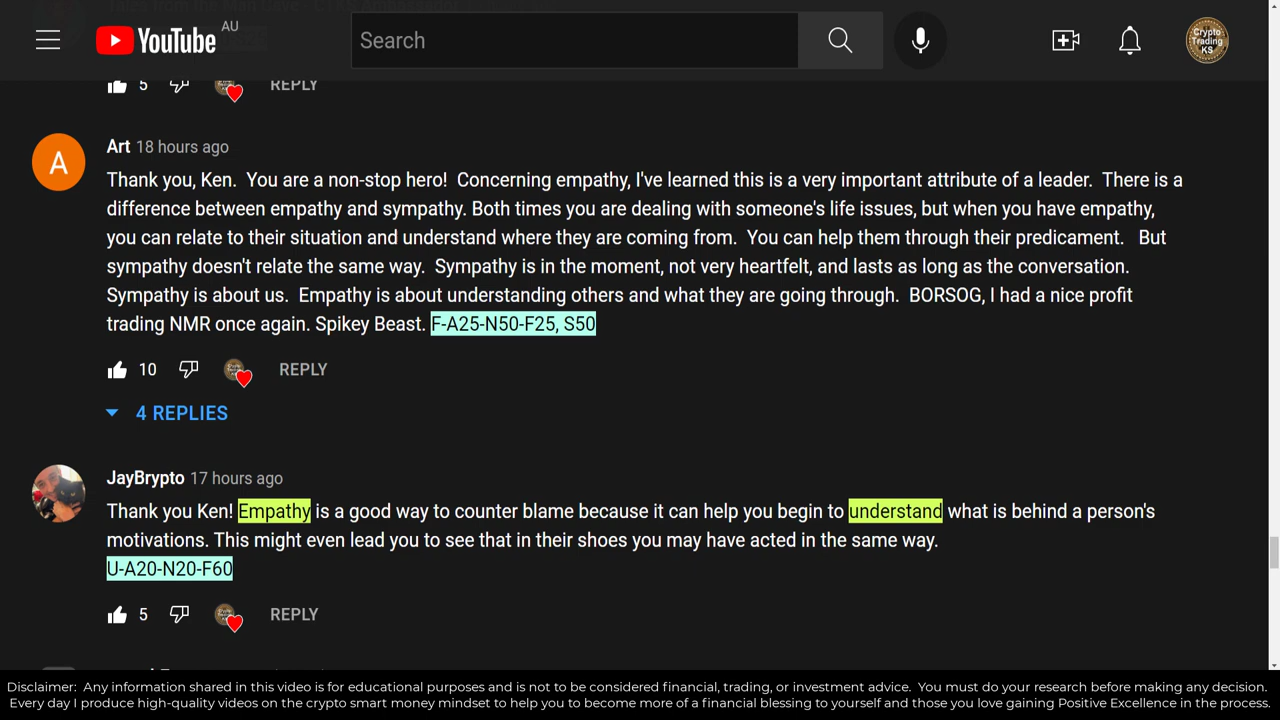 AU
YouTube
Search
Crypto Trading KS
5 REPLY
Art 18 hours ago
Thank you, Ken. You are a non-stop hero! Concerning empathy, I've learned this is a very important attribute of a leader. There is a
difference between empathy and sympathy. Both times you are dealing with someone's life issues, but when you have empathy,
you can relate to their situation and understand where they are coming from. You can help them through their predicament. But
sympathy doesn't relate the same way. Sympathy is in the moment, not very heartfelt, and lasts as long as the conversation.
Sympathy is about us. Empathy is about understanding others and what they are going through. BORSOG, I had a nice profit
trading NMR once again. Spikey Beast. F-A25-N50-F25, S50
10 REPLY
4 REPLIES
A
JayBrypto 17 hours ago
Thank you Ken! Empathy is a good way to counter blame because it can help you begin to understand what is behind a person's
motivations. This might even lead you to see that in their shoes you may have acted in the same way.
U-A20-N20-F60
5 REPLY
Disclaimer: Any information shared in this video is for educational purposes and is not to be considered financial, trading, or investment advice. You must do your research before making any decision.
Every day I produce high-quality videos on the crypto smart money mindset to help you to become more of a financial blessing to yourself and those you love gaining Positive Excellence in the process.